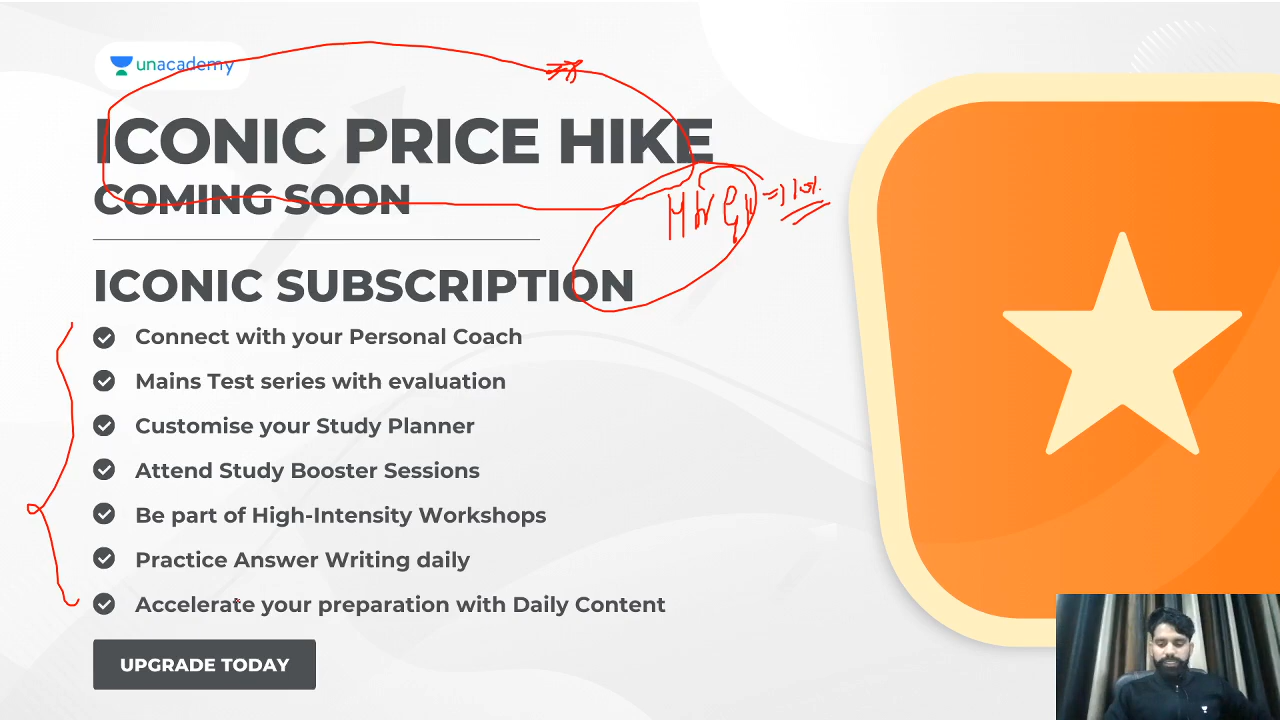 unacademy
ICONIC PRICE HIKE
COMING SOON
ICONIC SUBSCRIPTION
Connect with your Personal Coach
Mains Test series with evaluation
Customise your Study Planner
Attend Study Booster Sessions
Be part of High-Intensity Workshops
Practice Answer Writing daily
Accelerate your preparation with Daily Content
UPGRADE TODAY